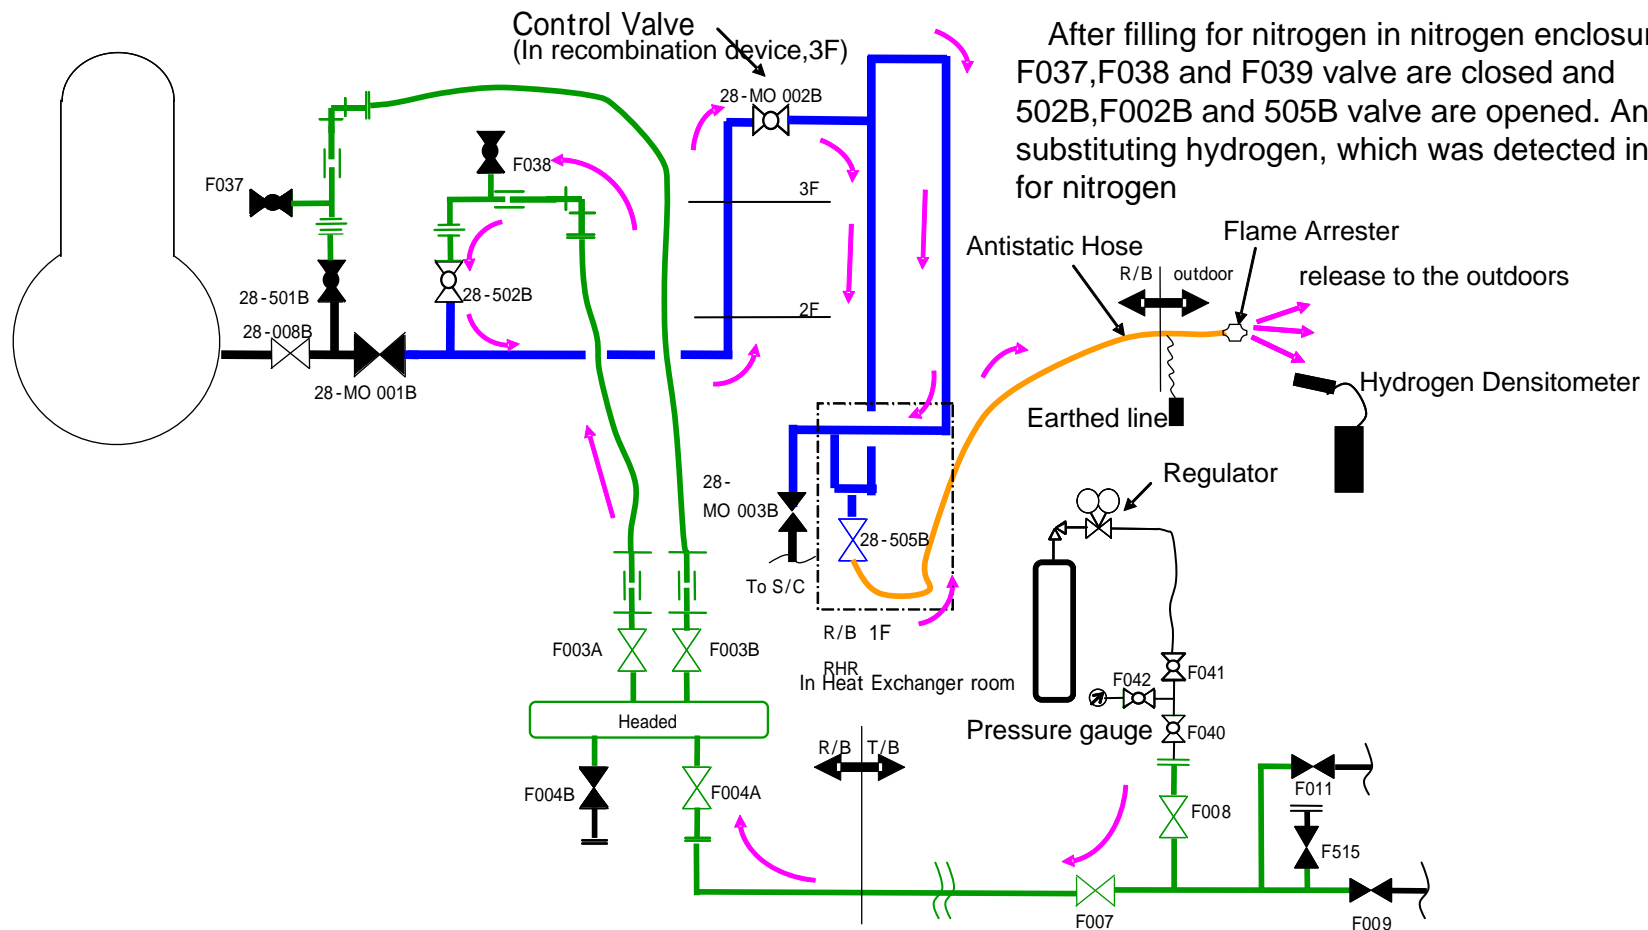 Control Valve
(In recombination device,3F)
After filling for nitrogen in nitrogen enclosu
F037,F038 and F039 valve are closed and
502B,F002B and 505B valve are opened. An
substituting hydrogen, which was detected in
for nitrogen
28-MO 002B
F038
F037
3F
Antistatic Hose
Flame Arrester
R/B
outdoor
release to the outdoors
28-501B
28-502B
2F
28-008B
28-MO 001B
Hydrogen Densitometer
Earthed line
28-
MO 003B
Regulator
28-505B
To S/C
R/B 1F
RHR
In Heat Exchanger room
F003A
F003B
F042
F041
Headed
Pressure gauge
F040
R/B
T/B
F004B
F004A
F011
F008
F515
F007
F009